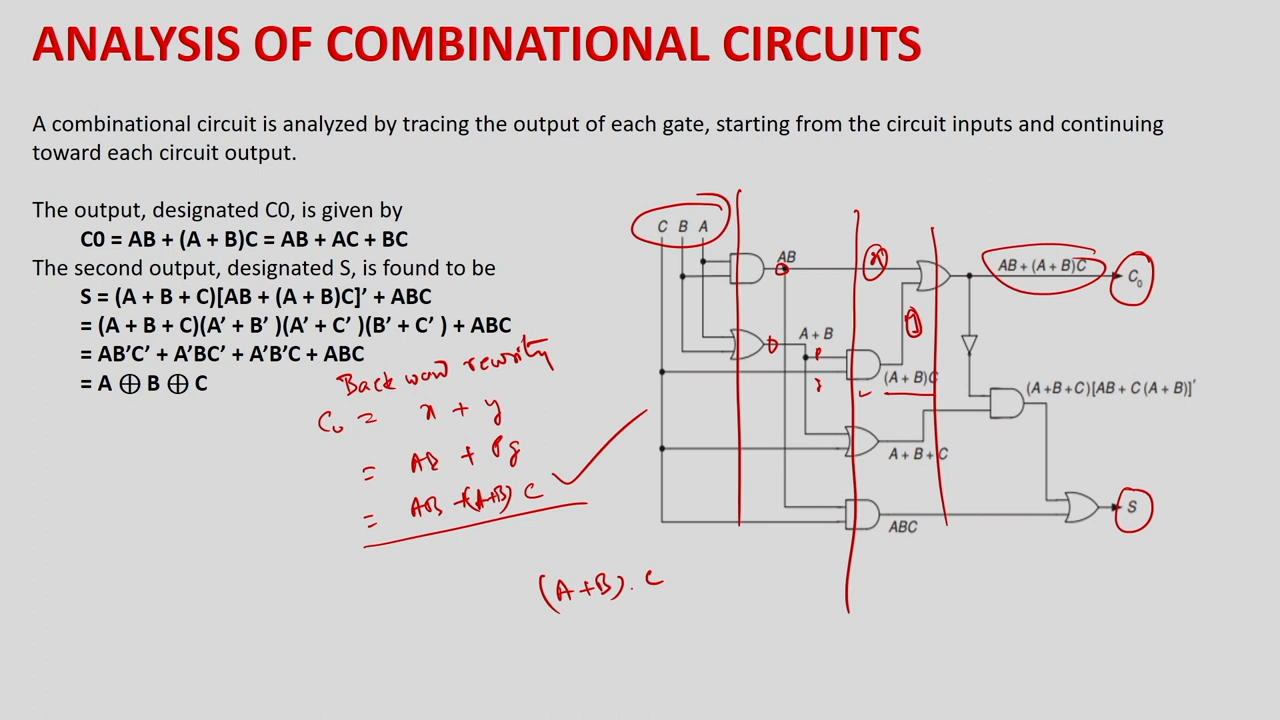 ANALYSIS OF COMBINATIONAL CIRCUITS
A combinational circuit is analyzed by tracing the output of each gate, starting from the circuit inputs and continuing
toward each circuit output.
The output, designated C0, is given by
C0 = AB + (A + B)C = AB + AC + BC
The second output, designated S, is found to be
S = (A + B + C)[AB + (A + B)C]’ + ABC
= (A + B + C)(A’ + B’ )(A’ + C’ )(B’ + C’ ) + ABC
= AB’C’ + A’BC’ + A’B’C + ABC
= A ⊕ B ⊕ C
Back word
C₀ = x + y
= AB +
= AB +(A+B) C
(A+B). C
C B A
AB
x
AB + (A + B)C
C₀
A + B
y
(A + B)C
(A +B+ C)[AB + C (A + B)]'
A + B + C
ABC
S